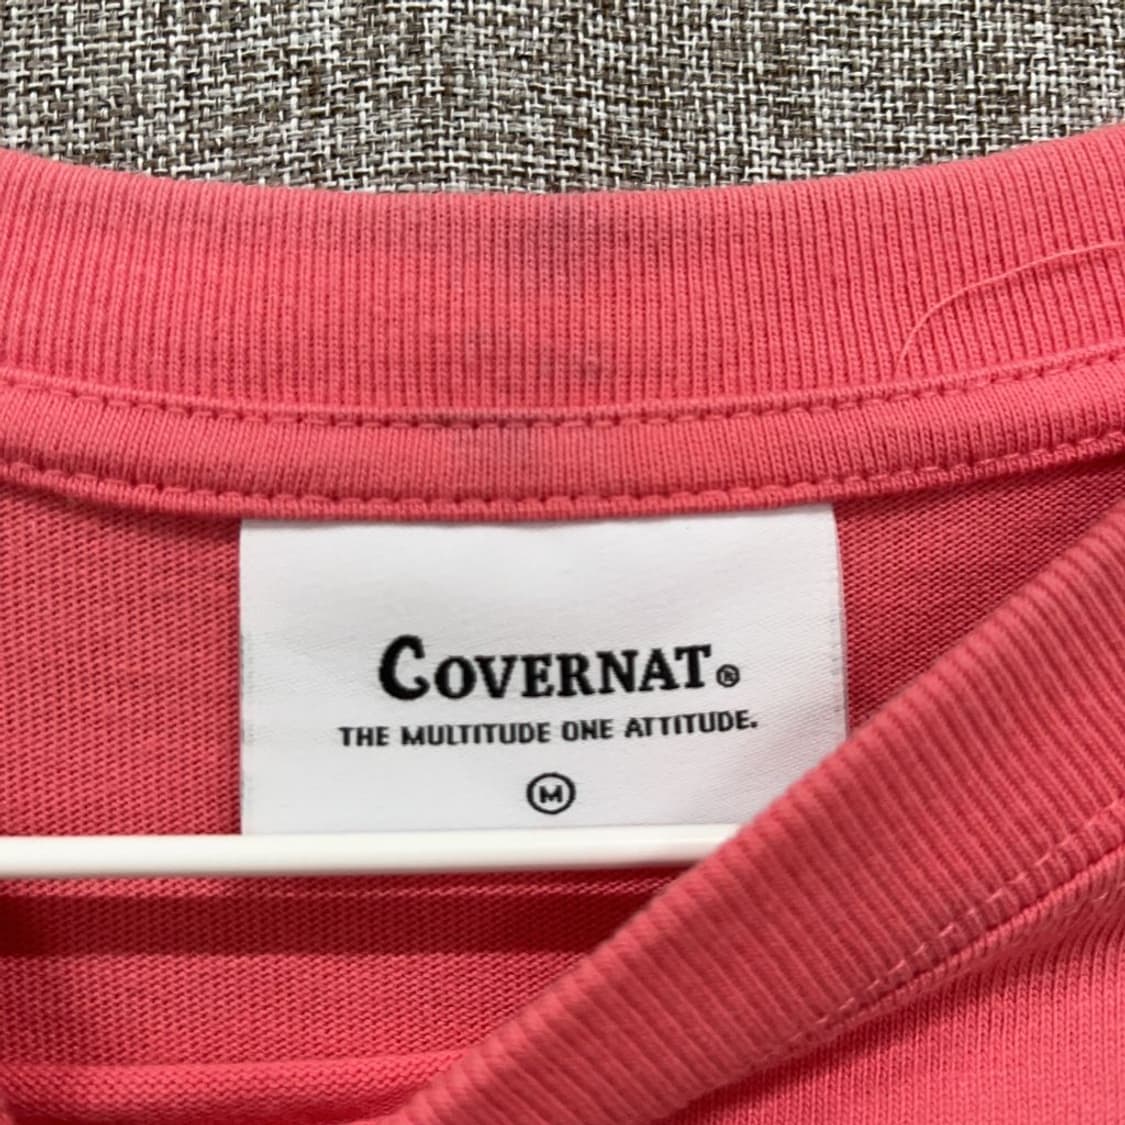 COVERNAT®
THE MULTITUDE ONE ATTITUDE.
M